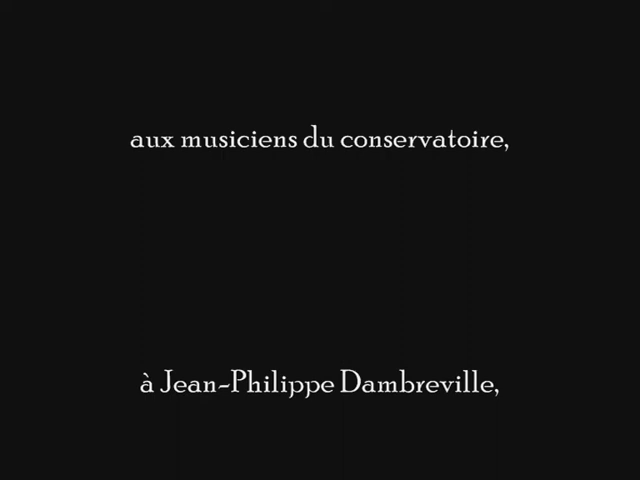 aux musiciens du conservatoire,
à Jean-Philippe Dambreville,